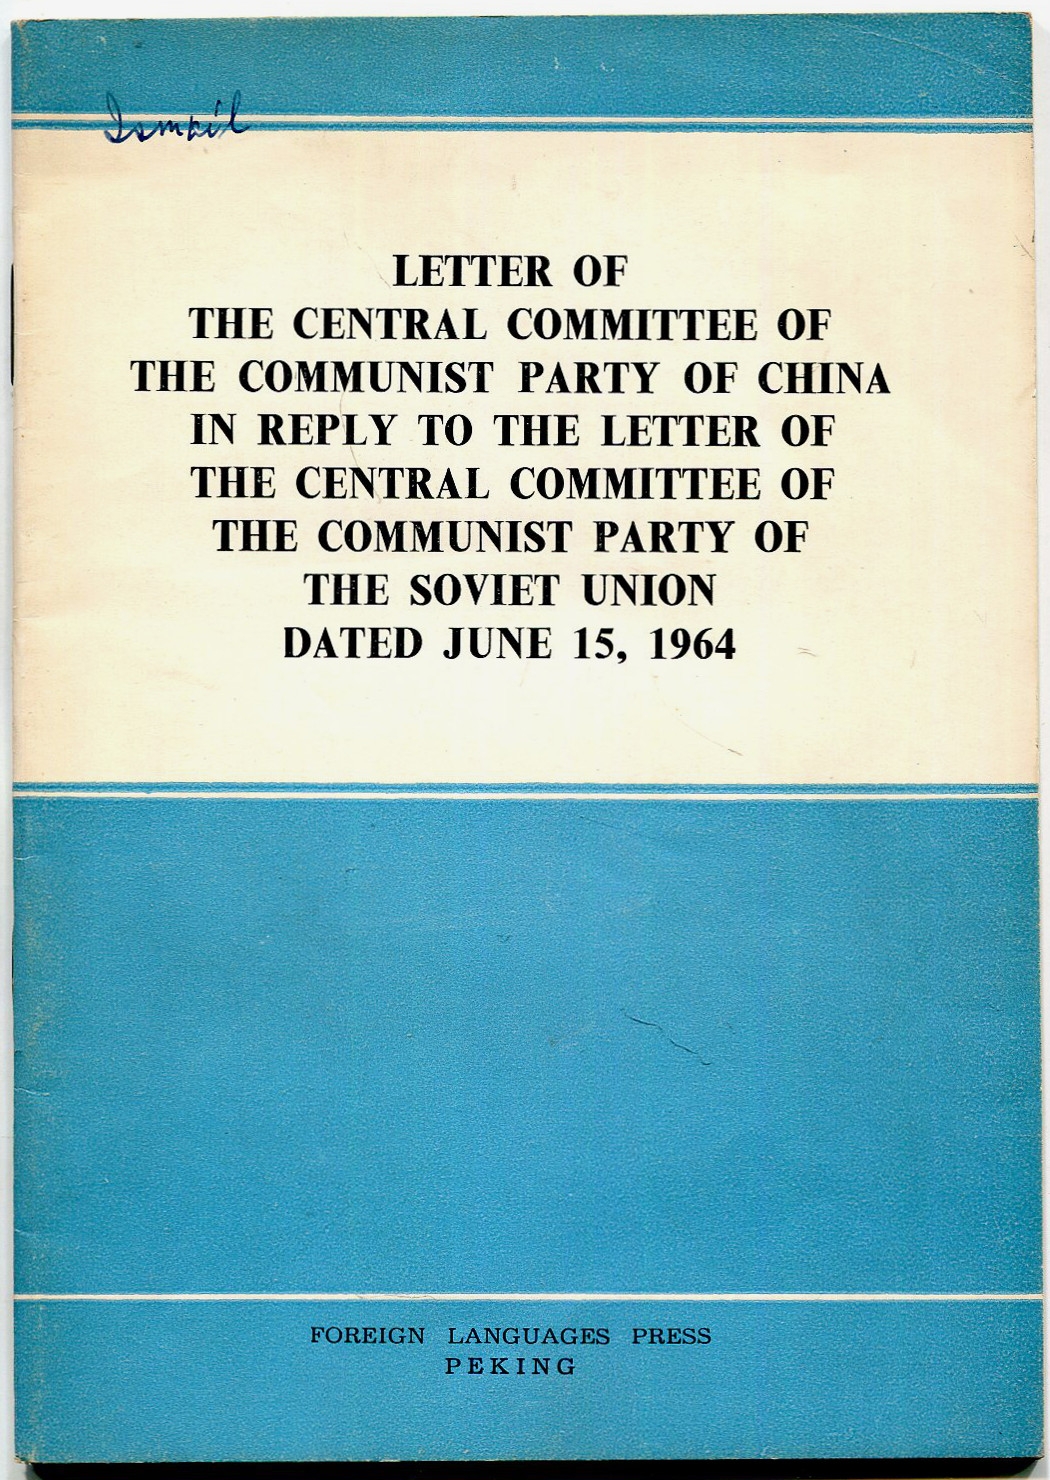 Ismail
LETTER OF
THE CENTRAL COMMITTEE OF
THE COMMUNIST PARTY OF CHINA
IN REPLY TO THE LETTER OF
THE CENTRAL COMMITTEE OF
THE COMMUNIST PARTY OF
THE SOVIET UNION
DATED JUNE 15, 1964
FOREIGN LANGUAGES PRESS
PEKING